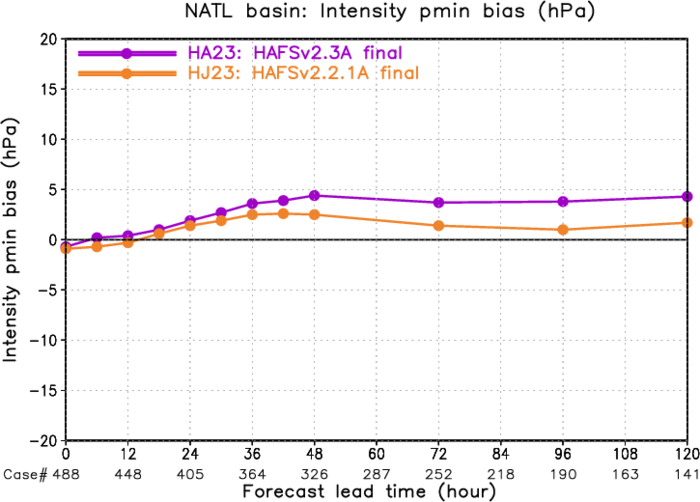 NATL basin: Intensity pmin bias (hPa)
HA23: HAFSv2.3A final
HJ23: HAFSv2.2.1A final
Intensity pmin bias (hPa)
20
15
10
5
0
−5
−10
−15
−20
0 12 24 36 48 60 72 84 96 108 120
Case# 488 448 405 364 326 287 252 218 190 163 141
Forecast lead time (hour)